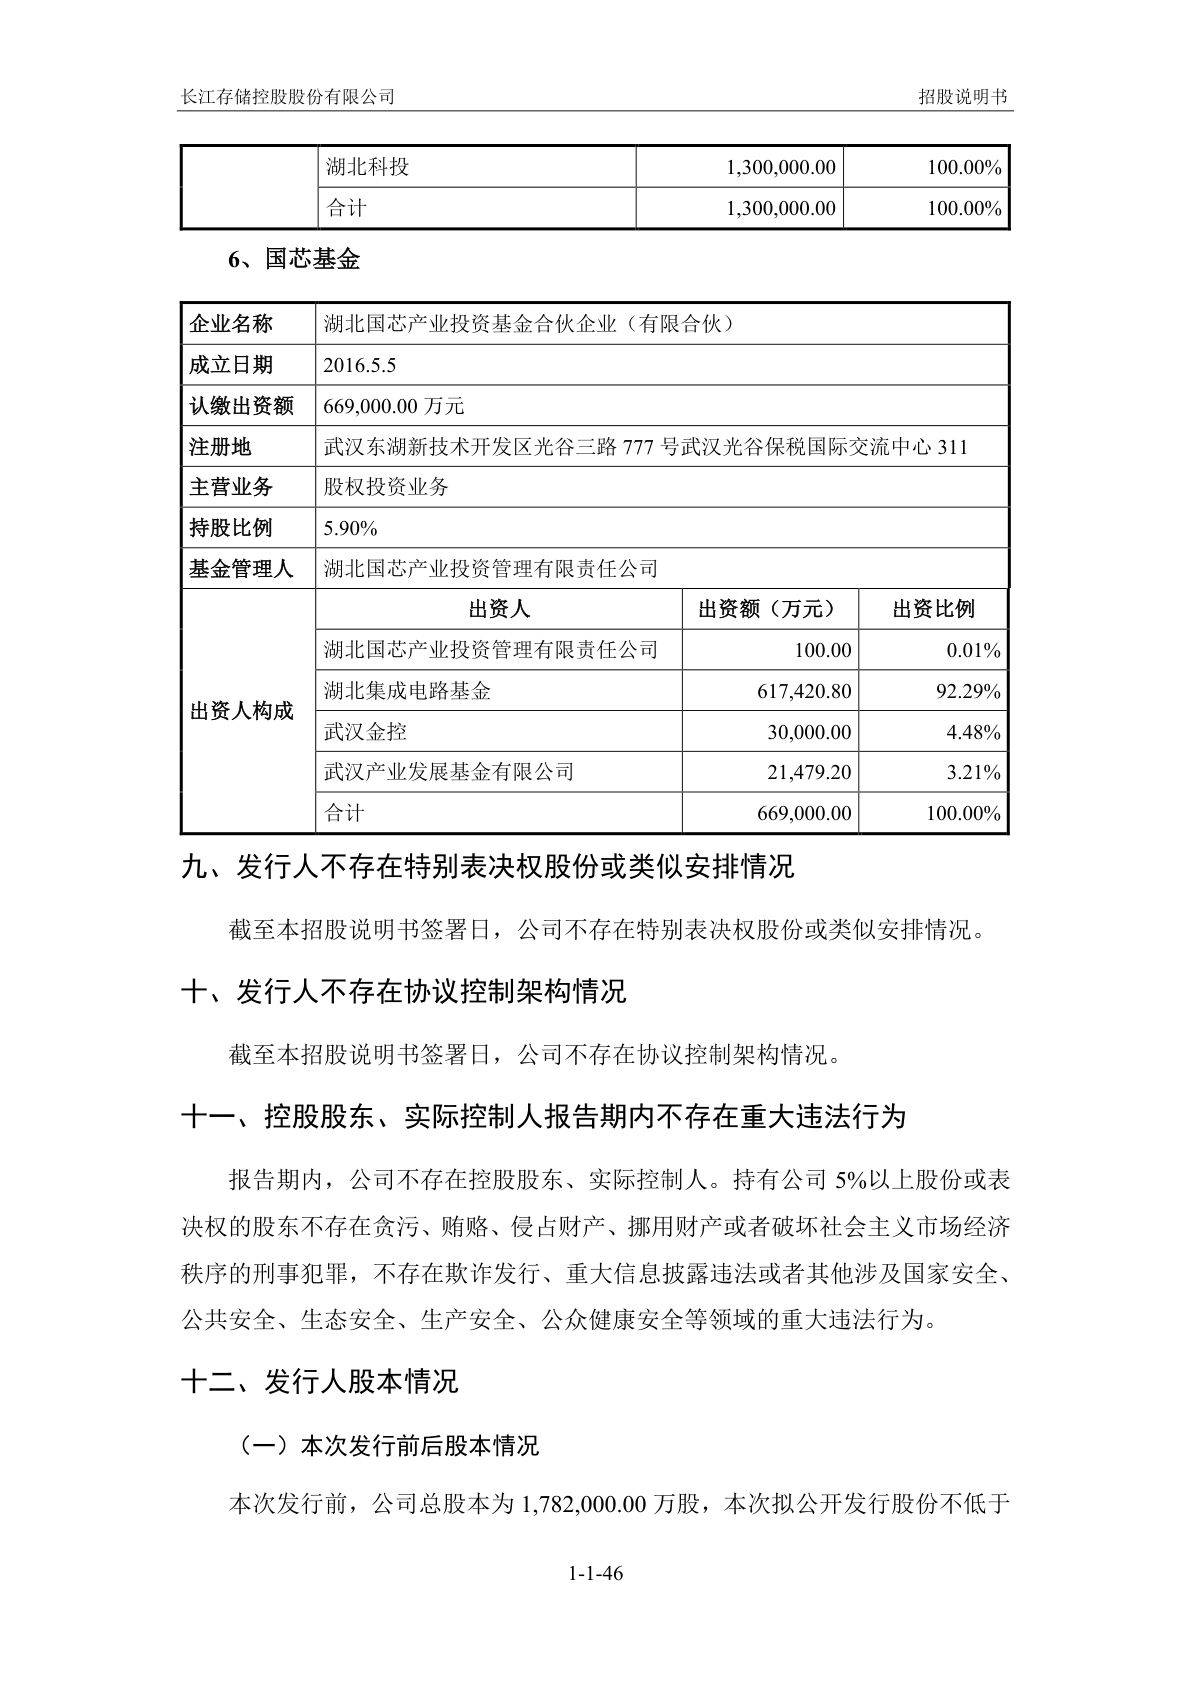 长江存储控股股份有限公司 招股说明书
湖北科投 1,300,000.00 100.00%
合计 1,300,000.00 100.00%
6、国芯基金
企业名称 湖北国芯产业投资基金合伙企业（有限合伙）
成立日期 2016.5.5
认缴出资额 669,000.00 万元
注册地 武汉东湖新技术开发区光谷三路 777 号武汉光谷保税国际交流中心 311
主营业务 股权投资业务
持股比例 5.90%
基金管理人 湖北国芯产业投资管理有限责任公司
出资人构成 出资人 出资额（万元） 出资比例
湖北国芯产业投资管理有限责任公司 100.00 0.01%
湖北集成电路基金 617,420.80 92.29%
武汉金控 30,000.00 4.48%
武汉产业发展基金有限公司 21,479.20 3.21%
合计 669,000.00 100.00%
九、发行人不存在特别表决权股份或类似安排情况
截至本招股说明书签署日，公司不存在特别表决权股份或类似安排情况。
十、发行人不存在协议控制架构情况
截至本招股说明书签署日，公司不存在协议控制架构情况。
十一、控股股东、实际控制人报告期内不存在重大违法行为
报告期内，公司不存在控股股东、实际控制人。持有公司 5%以上股份或表
决权的股东不存在贪污、贿赂、侵占财产、挪用财产或者破坏社会主义市场经济
秩序的刑事犯罪，不存在欺诈发行、重大信息披露违法或者其他涉及国家安全、
公共安全、生态安全、生产安全、公众健康安全等领域的重大违法行为。
十二、发行人股本情况
（一）本次发行前后股本情况
本次发行前，公司总股本为 1,782,000.00 万股，本次拟公开发行股份不低于
1-1-46